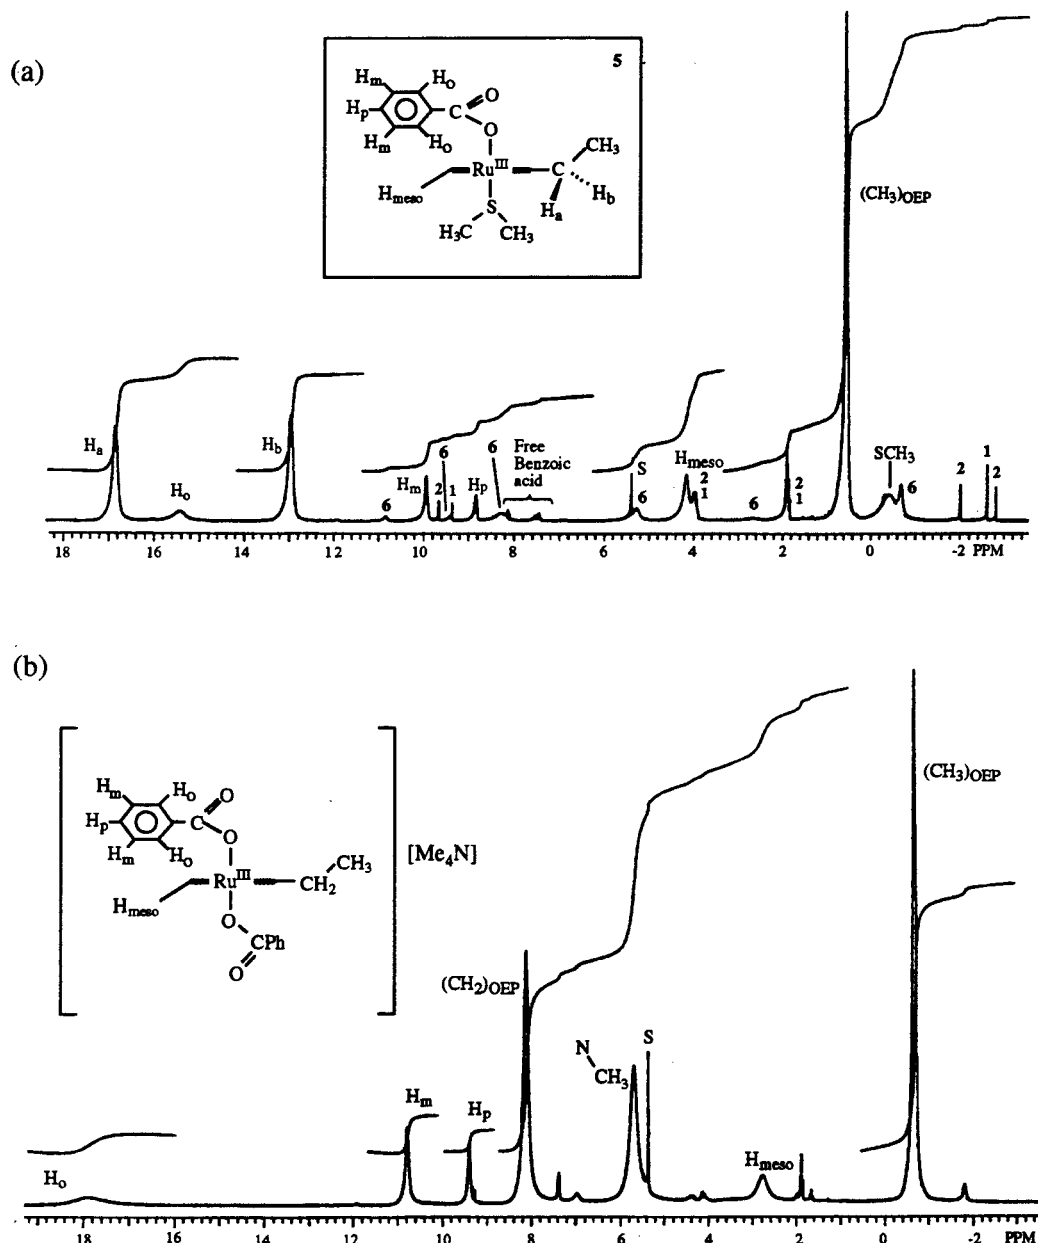 (a)
5
Hm
Ho
Hp
Hm
Ho
C
O
O
RuIII
C
CH3
Hmeso
Ha
Hb
S
H3C
CH3
(CH3)OEP
Ha
Ho
Hb
Hm
6
2
6
1
Hp
6
Free
Benzoic
acid
S
6
Hmeso
2
1
6
2
1
SCH3
6
2
1
2
18 16 14 12 10 8 6 4 2 0 -2 PPM
(b)
Hm
Ho
Hp
Hm
Ho
C
O
O
RuIII
CH3
CH2
Hmeso
O
CPh
O
[Me4N]
(CH3)OEP
(CH2)OEP
N
CH3
S
Hm
Hp
Ho
Hmeso
18 16 14 12 10 8 6 4 2 0 -2 PPM